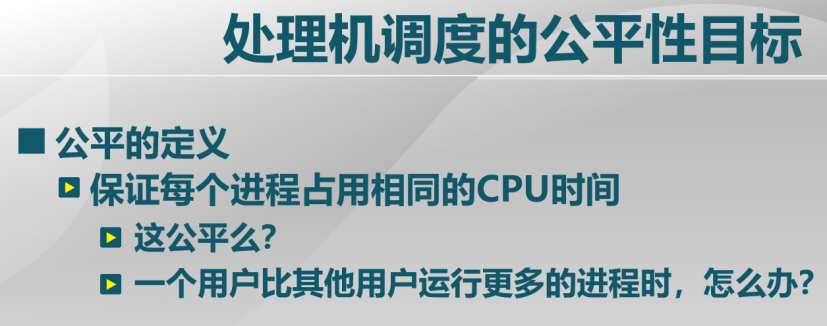 处理机调度的公平性目标
公平的定义
保证每个进程占用相同的CPU时间
这公平么?
一个用户比其他用户运行更多的进程时，怎么办?